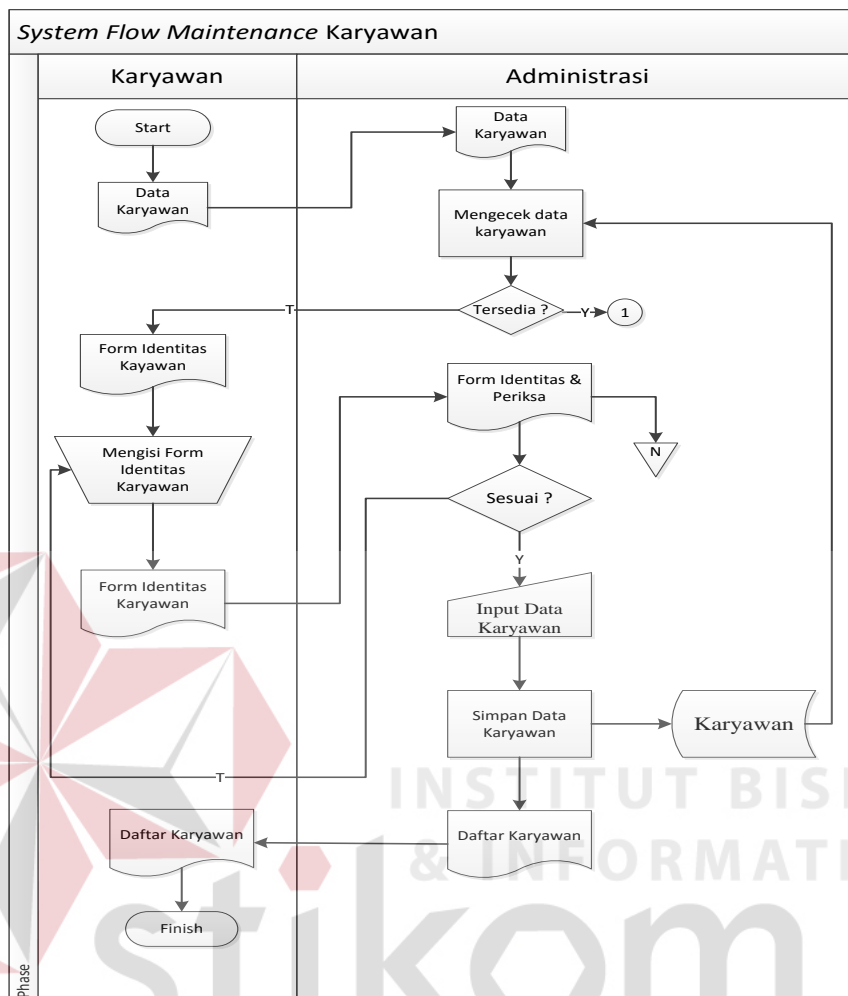 System Flow Maintenance Karyawan
Karyawan
Administrasi
Start
Data
Karyawan
Data
Karyawan
Mengecek data
karyawan
Tersedia ?
Y
1
T
Form Identitas
Kayawan
Mengisi Form
Identitas
Karyawan
Form Identitas
Karyawan
Form Identitas &
Periksa
N
Sesuai ?
Y
T
Input Data
Karyawan
Simpan Data
Karyawan
Karyawan
Daftar Karyawan
Daftar Karyawan
Finish
Phase
INSTITUT BISI
& INFORMATI
stikom